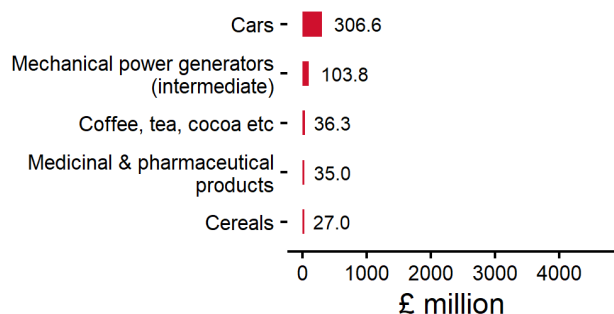 Cars 306.6
Mechanical power generators
(intermediate) 103.8
Coffee, tea, cocoa etc 36.3
Medicinal & pharmaceutical
products 35.0
Cereals 27.0
0 1000 2000 3000 4000
£ million